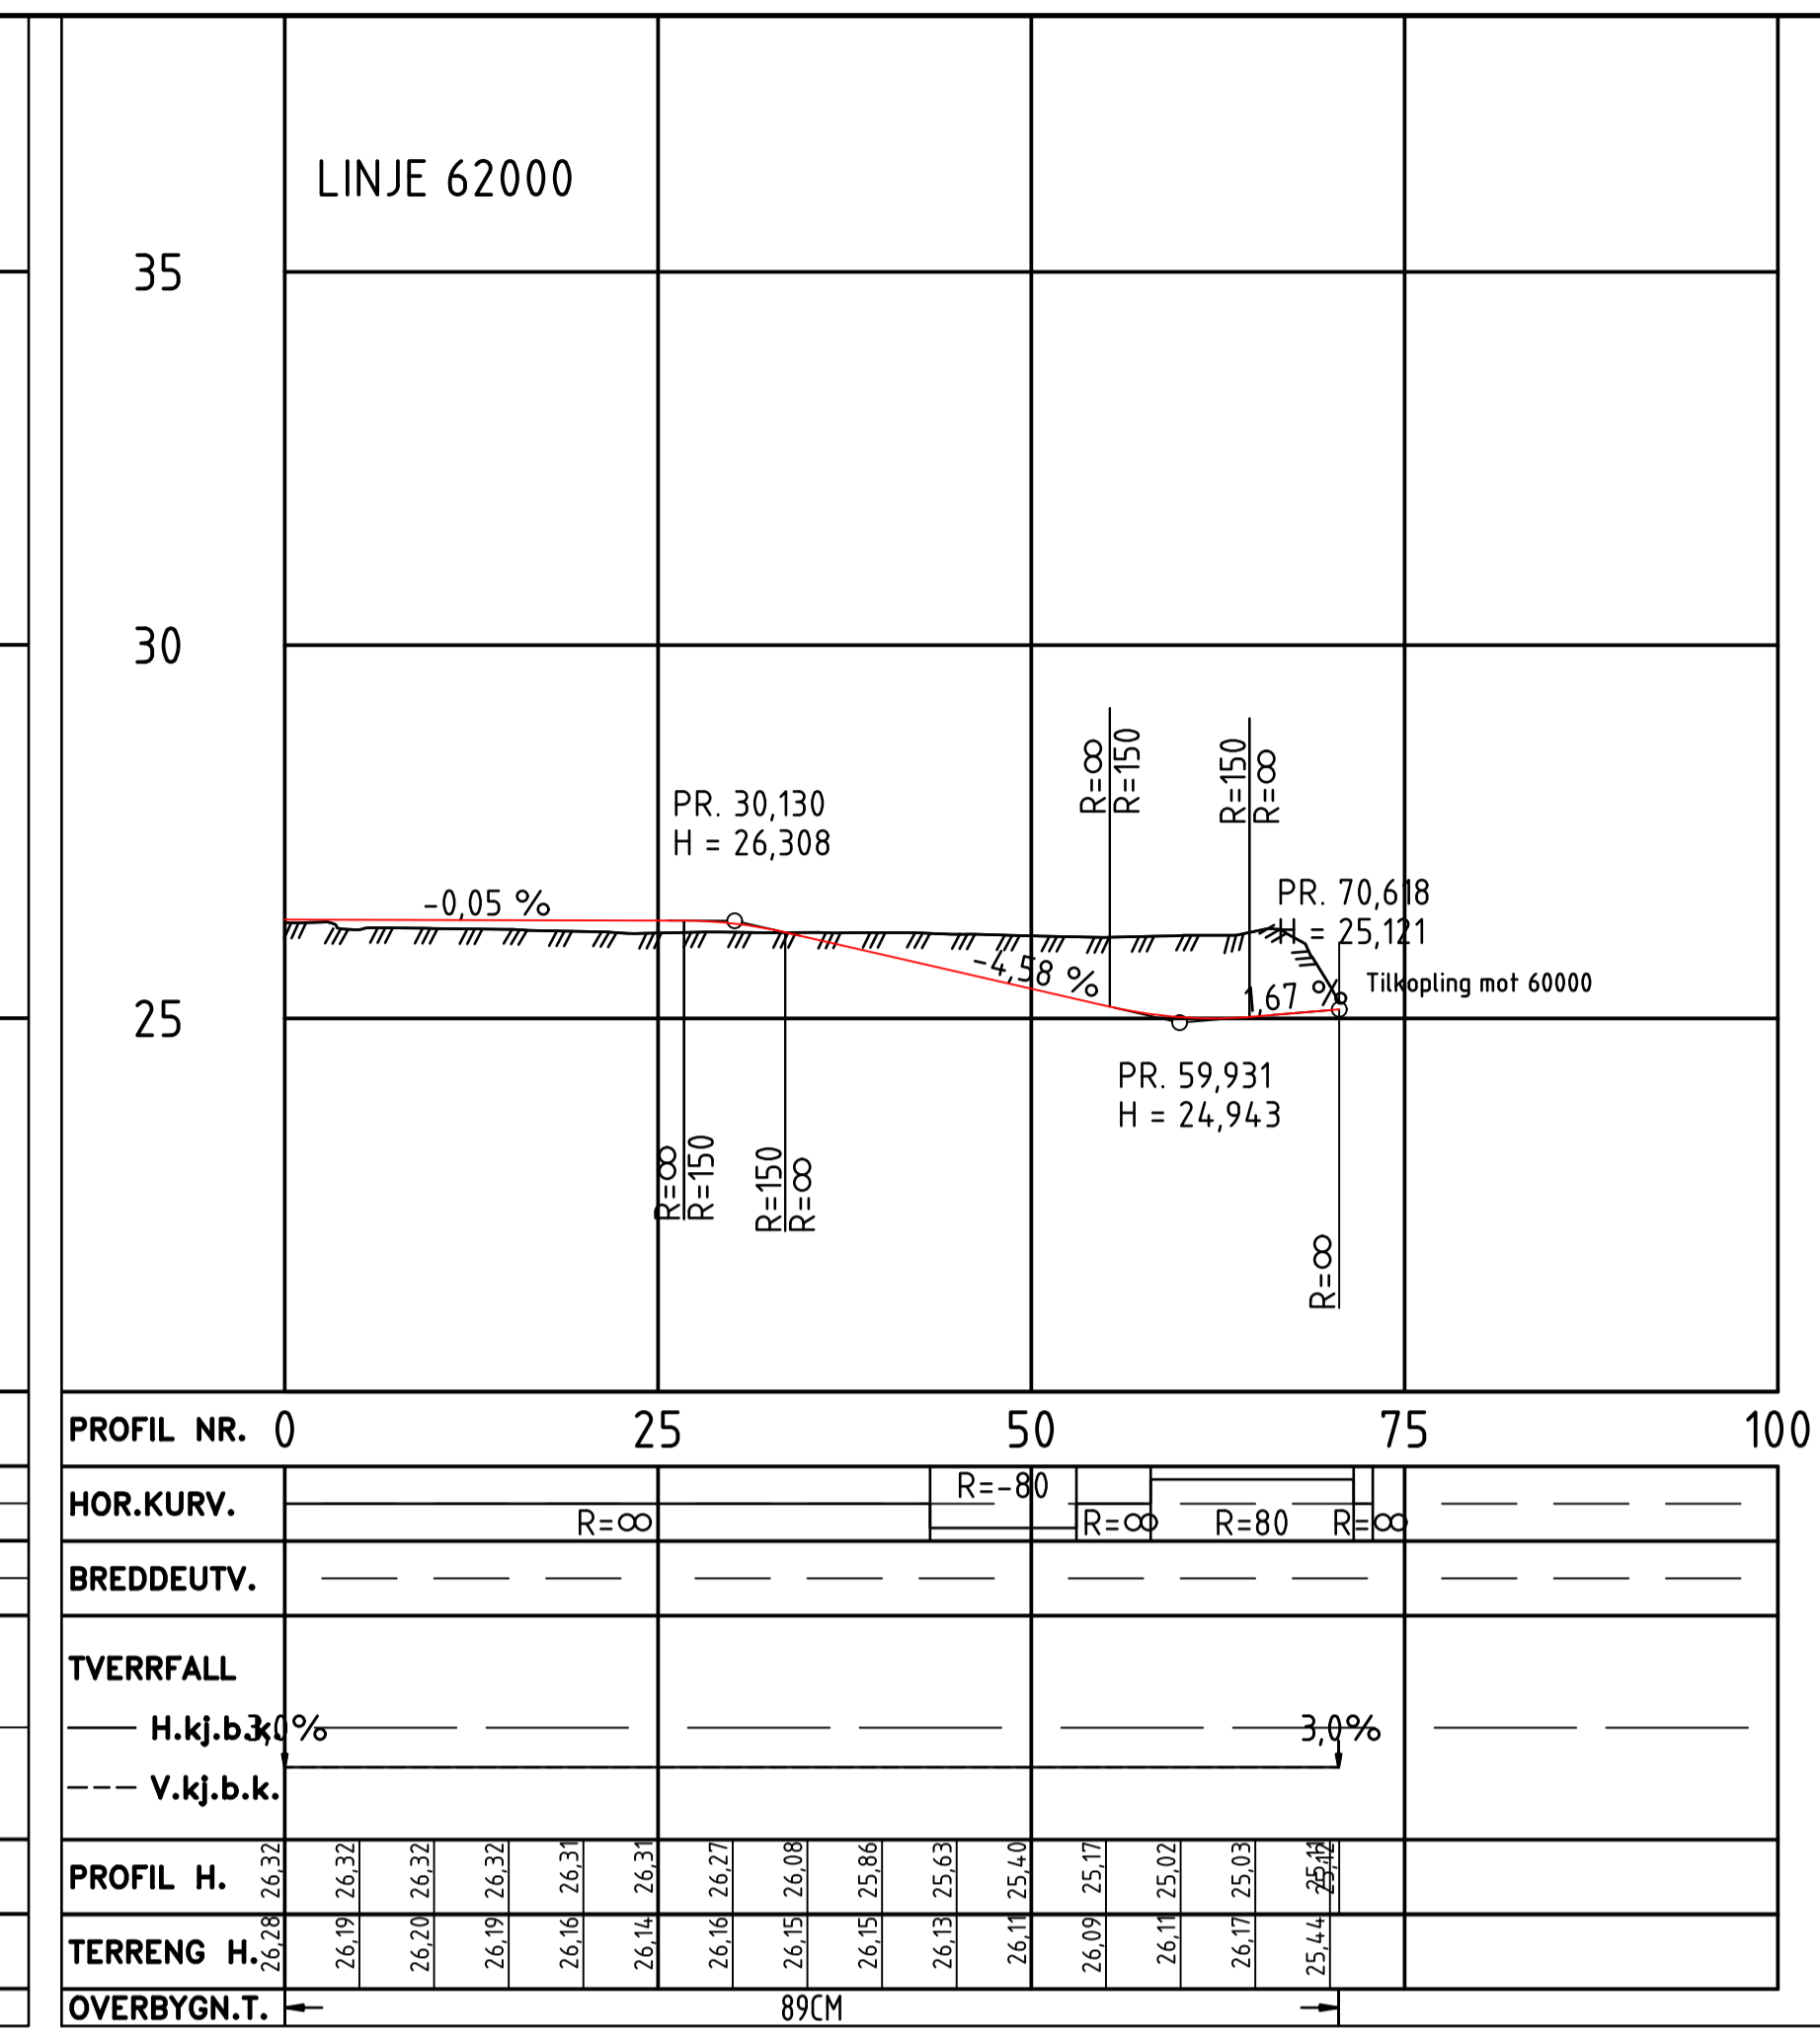 LINJE 62000
35
30
25
R=∞
R=150
R=150
R=∞
PR. 30,130
H = 26,308
PR. 70,618
H = 25,121
-0,05 %
-4,58 %
1,67 %
Tilkopling mot 60000
PR. 59,931
H = 24,943
R=∞
R=150
R=150
R=∞
R=∞
PROFIL NR. 0 25 50 75 100
HOR.KURV. R=∞ R=-80 R=∞ R=80 R=∞
BREDDEUTV.
TVERRFALL
H.kj.b.k. 3,0% 3,0%
V.kj.b.k.
PROFIL H. 26,32 26,32 26,32 26,32 26,31 26,31 26,27 26,08 25,86 25,63 25,40 25,17 25,02 25,03 25,11 25,12
TERRENG H. 26,28 26,19 26,20 26,19 26,16 26,14 26,16 26,15 26,15 26,13 26,11 26,09 26,11 26,17 25,44
OVERBYGN.T. 89CM